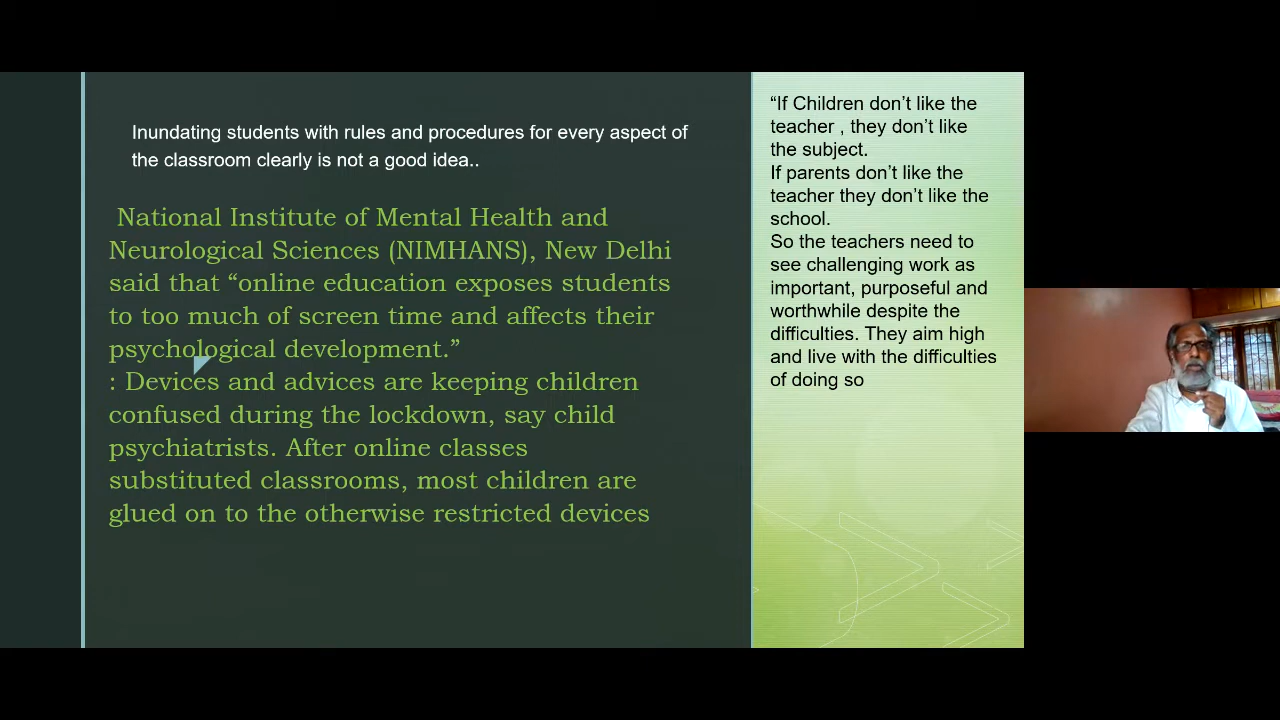 Inundating students with rules and procedures for every aspect of
the classroom clearly is not a good idea..
National Institute of Mental Health and
Neurological Sciences (NIMHANS), New Delhi
said that “online education exposes students
to too much of screen time and affects their
psychological development.”
: Devices and advices are keeping children
confused during the lockdown, say child
psychiatrists. After online classes
substituted classrooms, most children are
glued on to the otherwise restricted devices
“If Children don’t like the
teacher , they don’t like
the subject.
If parents don’t like the
teacher they don’t like the
school.
So the teachers need to
see challenging work as
important, purposeful and
worthwhile despite the
difficulties. They aim high
and live with the difficulties
of doing so